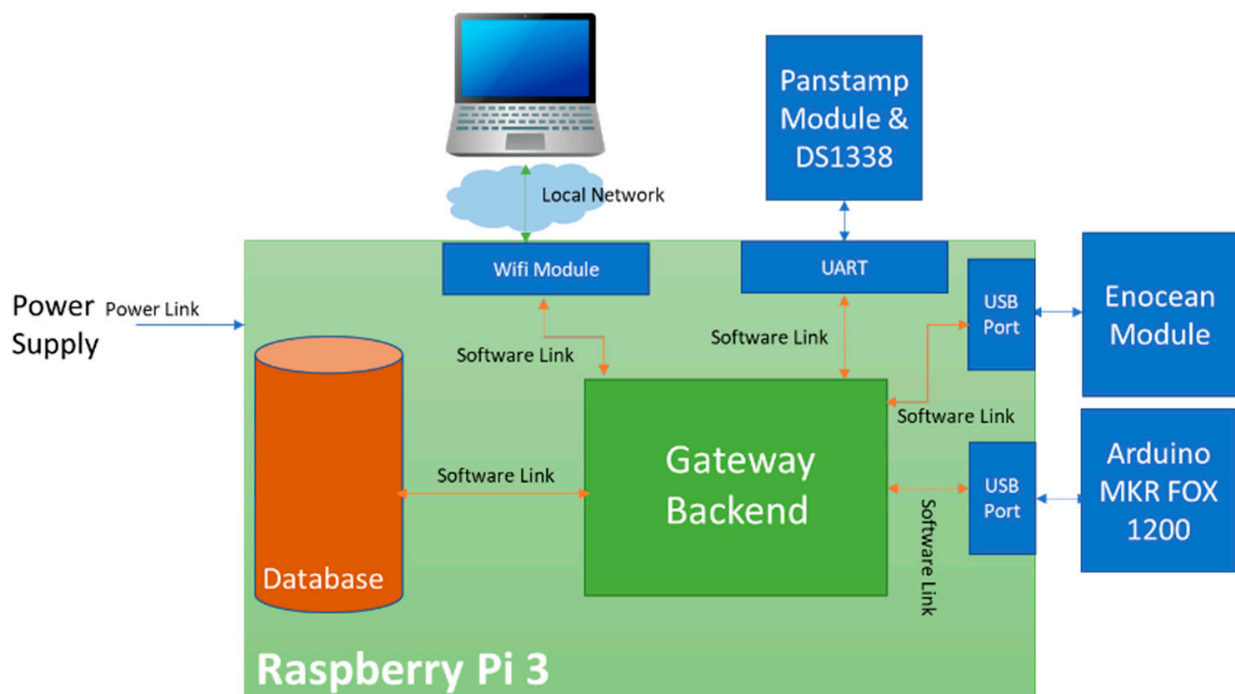 Panstamp
Module &
DS1338
Local Network
Wifi Module
UART
USB
Port
Enocean
Module
Power
Supply
Power Link
Software Link
Software Link
Software Link
Gateway
Backend
Software Link
Software Link
USB
Port
Arduino
MKR FOX
1200
Database
Raspberry Pi 3